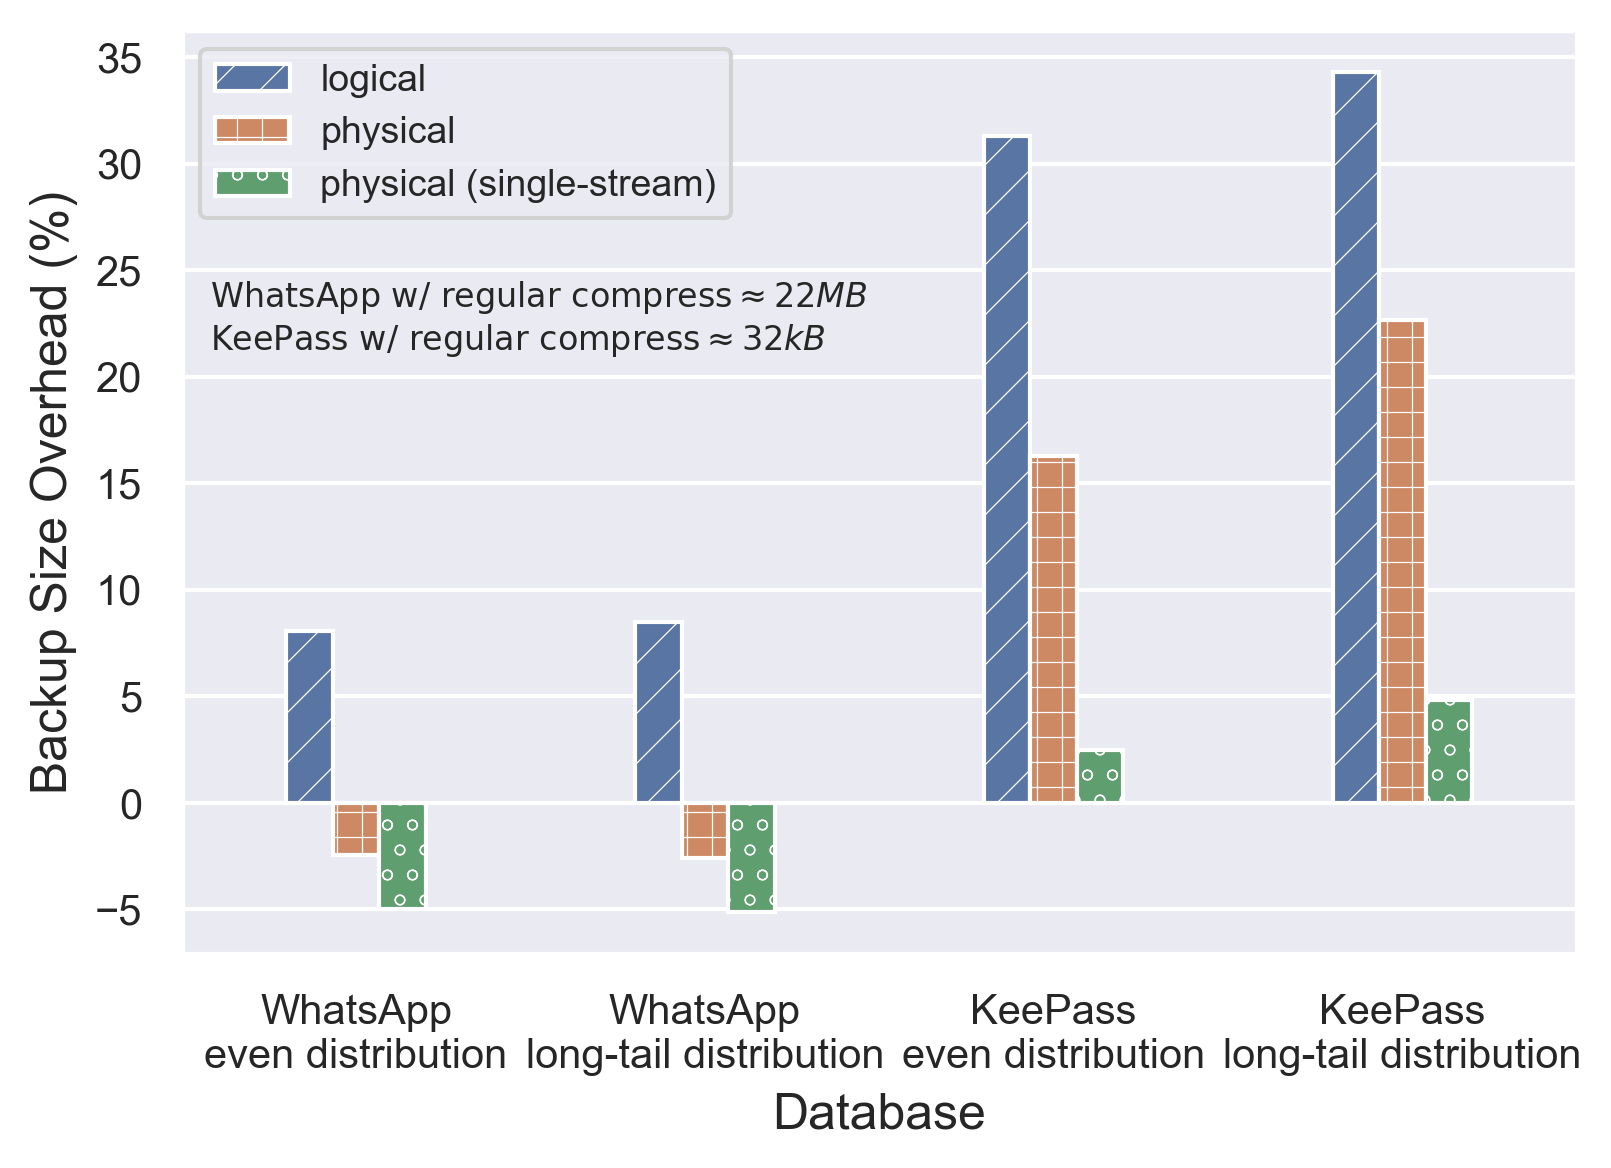 35
30
25
20
15
10
5
0
−5
Backup Size Overhead (%)
logical
physical
physical (single-stream)
WhatsApp w/ regular compress ≈ 22MB
KeePass w/ regular compress ≈ 32kB
WhatsApp
even distribution
WhatsApp
long-tail distribution
KeePass
even distribution
KeePass
long-tail distribution
Database